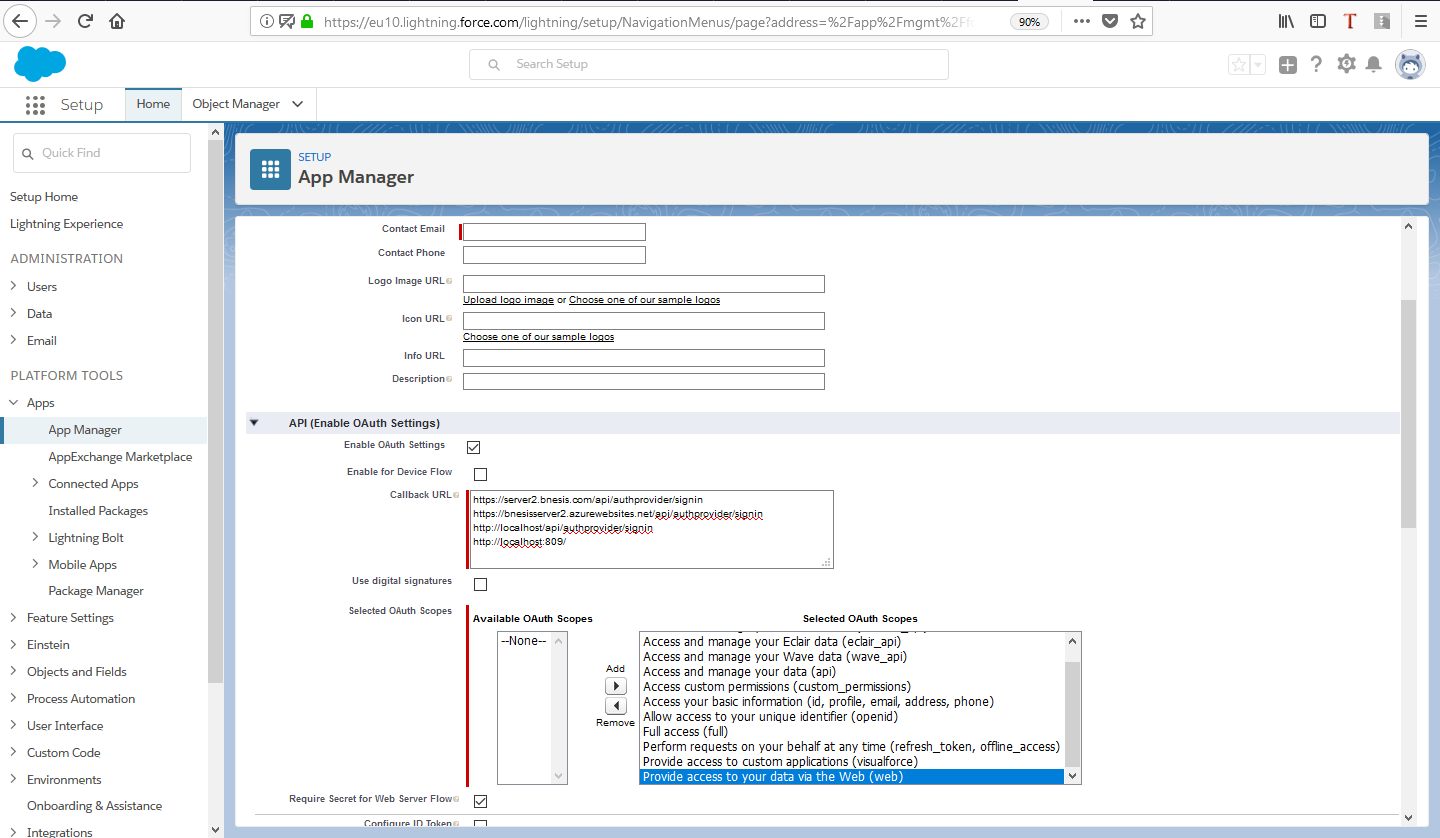 https://eu10.lightning.force.com/lightning/setup/NavigationMenus/page?address=%2Fapp%2Fmgmt%2Ff
90%
Search Setup
Setup
Home
Object Manager
Quick Find
Setup Home
Lightning Experience
ADMINISTRATION
Users
Data
Email
PLATFORM TOOLS
Apps
App Manager
AppExchange Marketplace
Connected Apps
Installed Packages
Lightning Bolt
Mobile Apps
Package Manager
Feature Settings
Einstein
Objects and Fields
Process Automation
User Interface
Custom Code
Environments
Onboarding & Assistance
Integrations
SETUP
App Manager
Contact Email
Contact Phone
Logo Image URL
Upload logo image or Choose one of our sample logos
Icon URL
Choose one of our sample logos
Info URL
Description
API (Enable OAuth Settings)
Enable OAuth Settings
Enable for Device Flow
Callback URL
https://server2.bnesis.com/api/authprovider/signin
https://bnesisserver2.azurewebsites.net/api/authprovider/signin
http://localhost/api/authprovider/signin
http://localhost:809/
Use digital signatures
Selected OAuth Scopes
Available OAuth Scopes
--None--
Add
Remove
Selected OAuth Scopes
Access and manage your Eclair data (eclair_api)
Access and manage your Wave data (wave_api)
Access and manage your data (api)
Access custom permissions (custom_permissions)
Access your basic information (id, profile, email, address, phone)
Allow access to your unique identifier (openid)
Full access (full)
Perform requests on your behalf at any time (refresh_token, offline_access)
Provide access to custom applications (visualforce)
Provide access to your data via the Web (web)
Require Secret for Web Server Flow
Configure ID Token